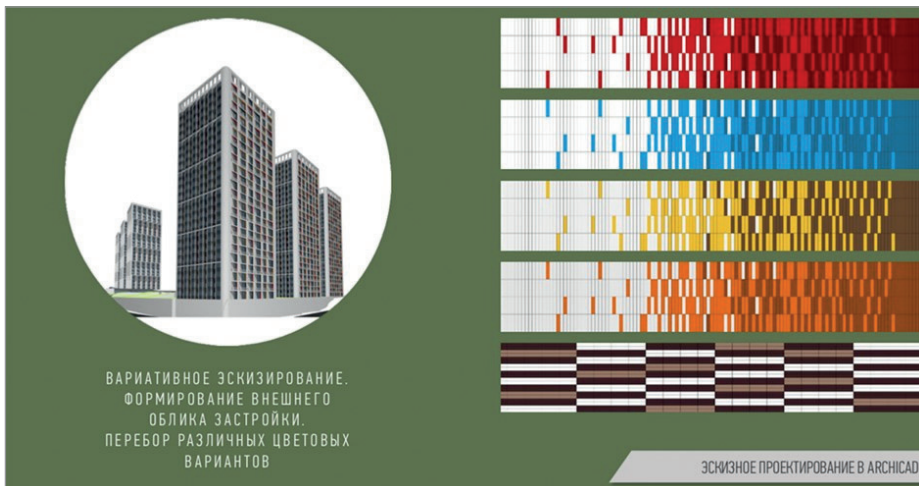 ВАРИАТИВНОЕ ЭСКИЗИРОВАНИЕ.
ФОРМИРОВАНИЕ ВНЕШНЕГО
ОБЛИКА ЗАСТРОЙКИ.
ПЕРЕБОР РАЗЛИЧНЫХ ЦВЕТОВЫХ
ВАРИАНТОВ
ЭСКИЗНОЕ ПРОЕКТИРОВАНИЕ В ARCHICAD